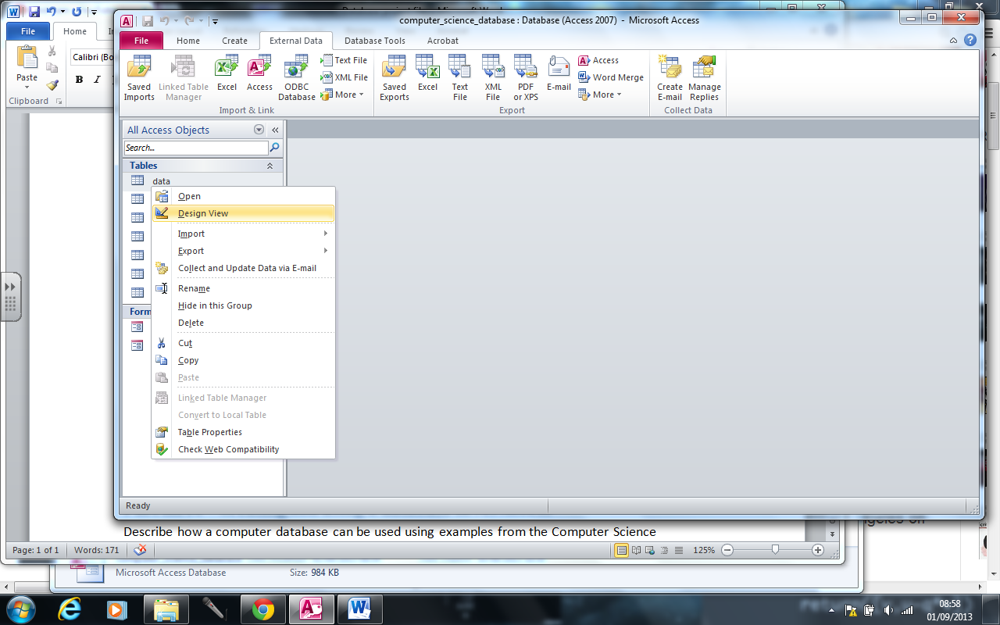 computer_science_database : Database (Access 2007) - Microsoft Access
File Home
Paste
Clipboard
Calibri (Bo
B I
File Home Create External Data Database Tools Acrobat
Saved Imports
Linked Table Manager
Excel
Access
ODBC Database
Text File
XML File
More
Import & Link
Saved Exports
Excel
Text File
XML File
PDF or XPS
E-mail
Access
Word Merge
More
Export
Create E-mail
Manage Replies
Collect Data
All Access Objects
Search...
Tables
data
Open
Design View
Import
Export
Collect and Update Data via E-mail
Rename
Hide in this Group
Delete
Form
Cut
Copy
Paste
Linked Table Manager
Convert to Local Table
Table Properties
Check Web Compatibility
Ready
Describe how a computer database can be used using examples from the Computer Science
Page: 1 of 1 Words: 171 125%
Microsoft Access Database Size: 984 KB
08:58
01/09/2013